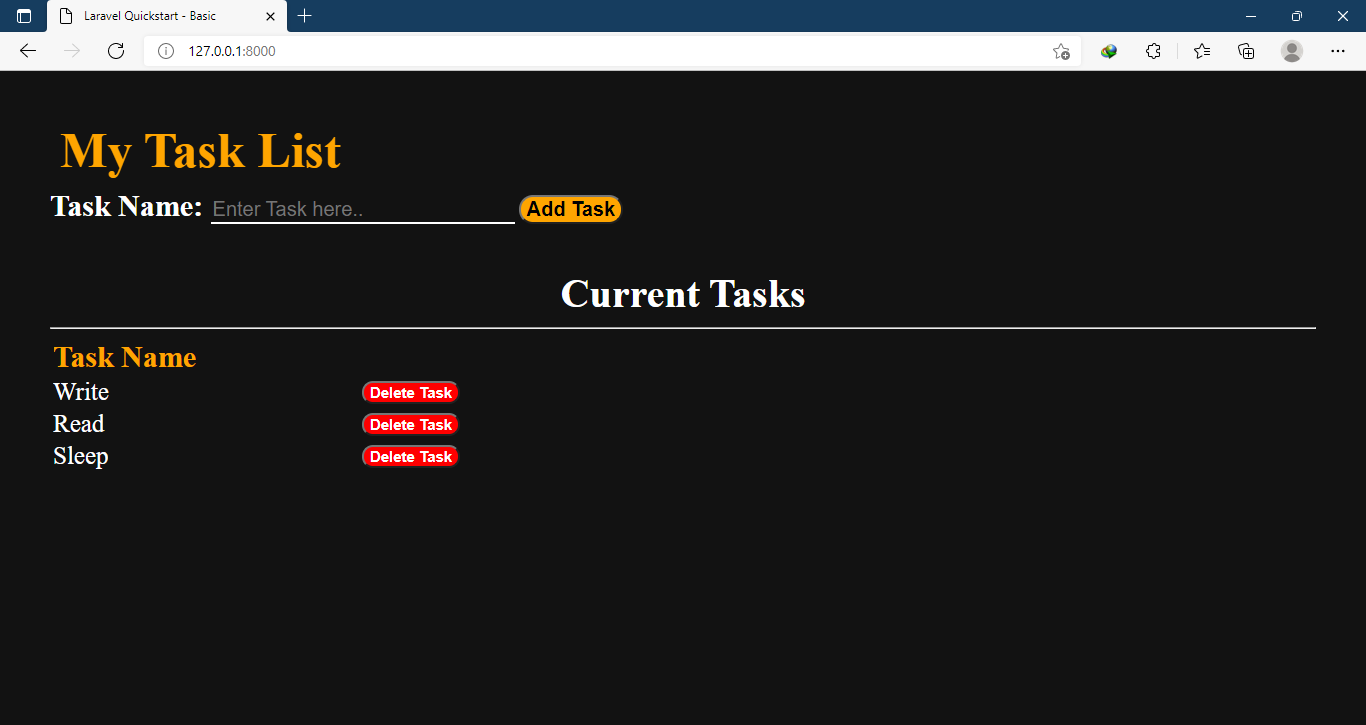 Laravel Quickstart - Basic
127.0.0.1:8000
My Task List
Task Name: Enter Task here.. Add Task
Current Tasks
Task Name
Write Delete Task
Read Delete Task
Sleep Delete Task